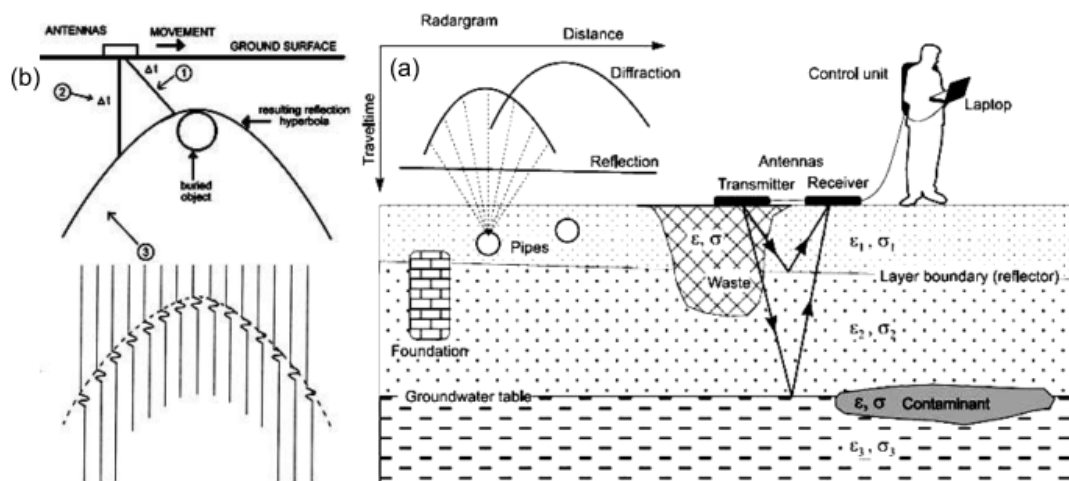 ANTENNAS
MOVEMENT
GROUND SURFACE
(b)
Δt
①
②
Δt
resulting reflection
hyperbola
buried
object
③
Radargram
(a)
Distance
Diffraction
Traveltime
Reflection
Control unit
Laptop
Antennas
Transmitter
Receiver
Pipes
ε, σ
Waste
ε₁, σ₁
Layer boundary (reflector)
Foundation
ε₂, σ₂
Groundwater table
ε, σ Contaminant
ε₃, σ₃